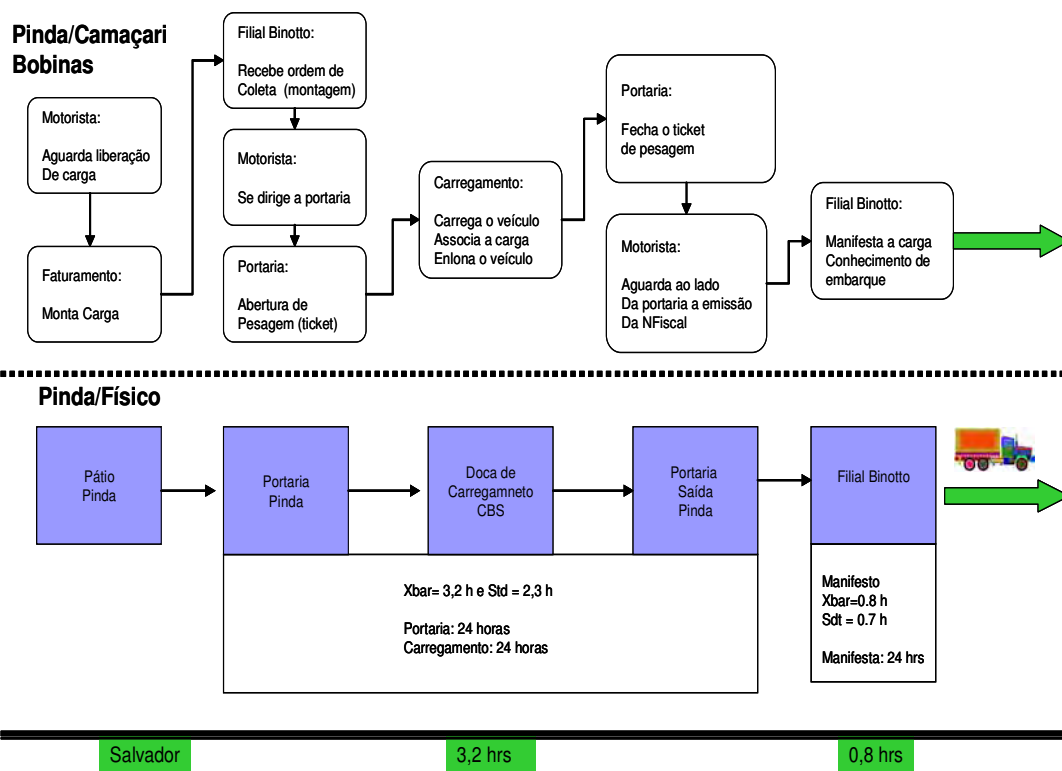 Pinda/Camaçari
Bobinas
Motorista:
Aguarda liberação
De carga
Faturamento:
Monta Carga
Filial Binotto:
Recebe ordem de
Coleta (montagem)
Motorista:
Se dirige a portaria
Portaria:
Abertura de
Pesagem (ticket)
Carregamento:
Carrega o veículo
Associa a carga
Enlona o veículo
Portaria:
Fecha o ticket
de pesagem
Motorista:
Aguarda ao lado
Da portaria a emissão
Da NFiscal
Filial Binotto:
Manifesta a carga
Conhecimento de
embarque
Pinda/Físico
Pátio
Pinda
Portaria
Pinda
Doca de
Carregamneto
CBS
Portaria
Saída
Pinda
Filial Binotto
Xbar= 3,2 h e Std = 2,3 h
Portaria: 24 horas
Carregamento: 24 horas
Manifesto
Xbar=0.8 h
Sdt = 0.7 h
Manifesta: 24 hrs
Salvador
3,2 hrs
0,8 hrs